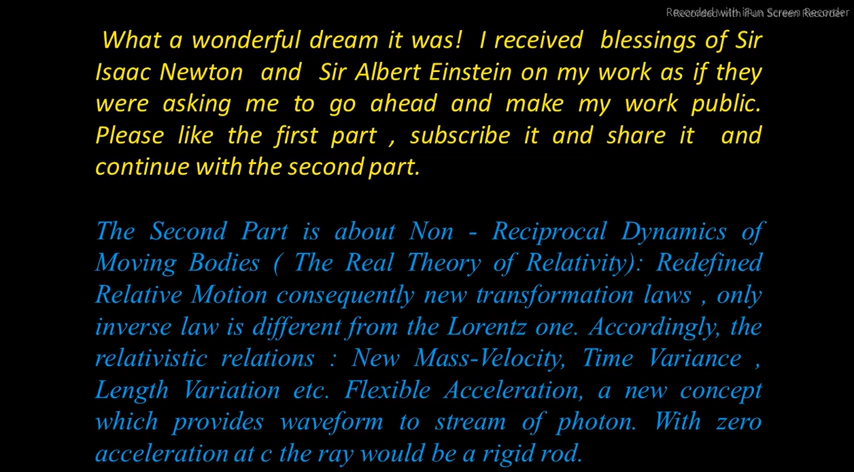 Recorded with iFun Screen Recorder
Recorded with iFun Screen Recorder
What a wonderful dream it was! I received blessings of Sir
Isaac Newton and Sir Albert Einstein on my work as if they
were asking me to go ahead and make my work public.
Please like the first part , subscribe it and share it and
continue with the second part.
The Second Part is about Non - Reciprocal Dynamics of
Moving Bodies ( The Real Theory of Relativity): Redefined
Relative Motion consequently new transformation laws , only
inverse law is different from the Lorentz one. Accordingly, the
relativistic relations : New Mass-Velocity, Time Variance ,
Length Variation etc. Flexible Acceleration, a new concept
which provides waveform to stream of photon. With zero
acceleration at c the ray would be a rigid rod.